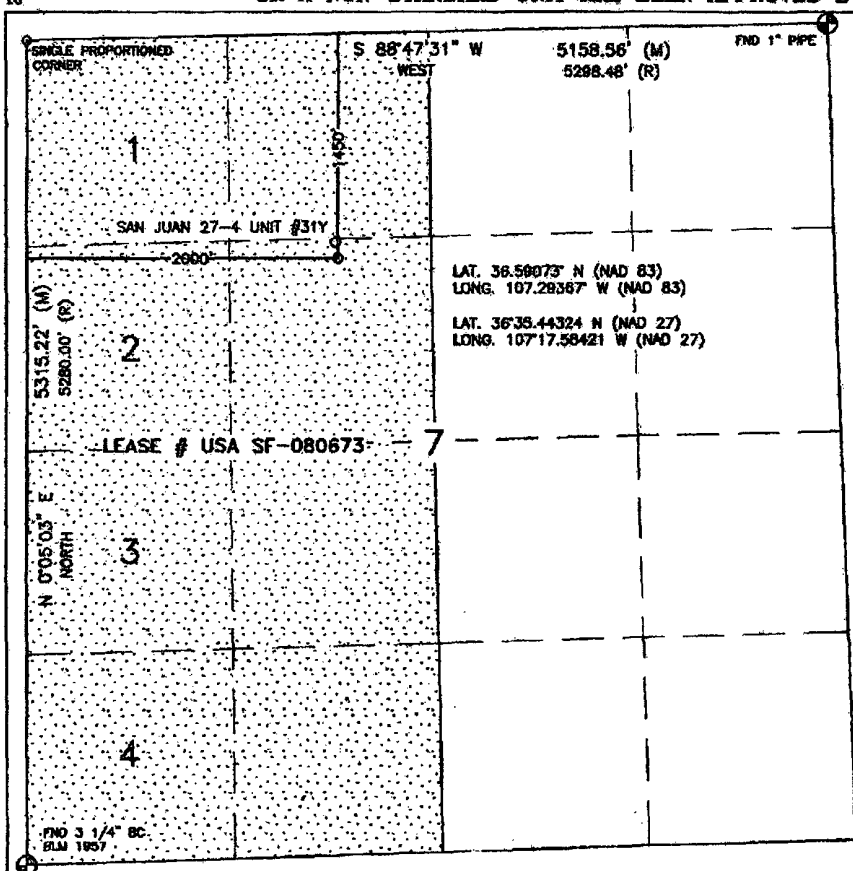 SINGLE PROPORTIONED
CORNER
S 88°47'31" W 5158.56' (M)
WEST 5298.48' (R)
FND 1" PIPE
1
1450'
SAN JUAN 27-4 UNIT #31Y
2000'
LAT. 36.59073° N (NAD 83)
LONG. 107.29367° W (NAD 83)
LAT. 36°35.44324 N (NAD 27)
LONG. 107°17.58421 W (NAD 27)
5315.22' (M)
5280.00' (R)
2
LEASE # USA SF-080673
7
N 0°05'03" E
NORTH
3
4
FND 3 1/4" BC
BLM 1957